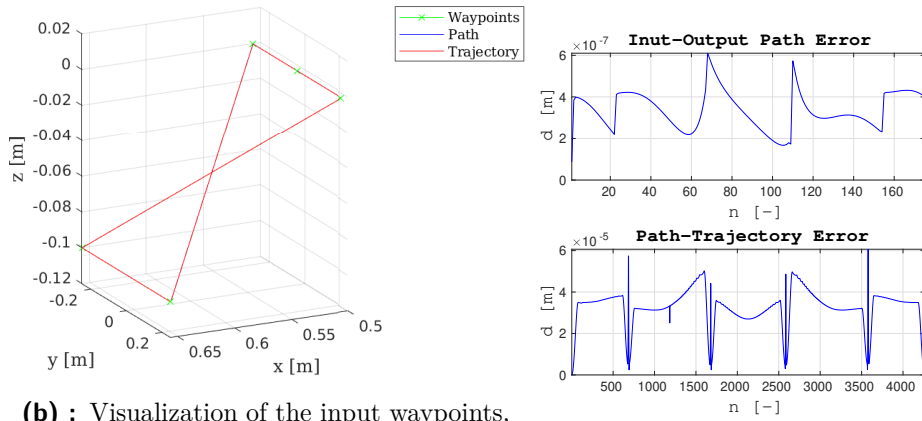 Waypoints
Path
Trajectory
0.02
0
-0.02
-0.04
-0.06
-0.08
-0.1
-0.12
z [m]
-0.2
0
0.2
y [m]
0.65
0.6
0.55
0.5
x [m]
×10⁻⁷
Inut-Output Path Error
6
4
2
0
d [m]
20 40 60 80 100 120 140 160
n [-]
×10⁻⁵
Path-Trajectory Error
6
4
2
0
d [m]
500 1000 1500 2000 2500 3000 3500 4000
n [-]
(b) : Visualization of the input waypoints,